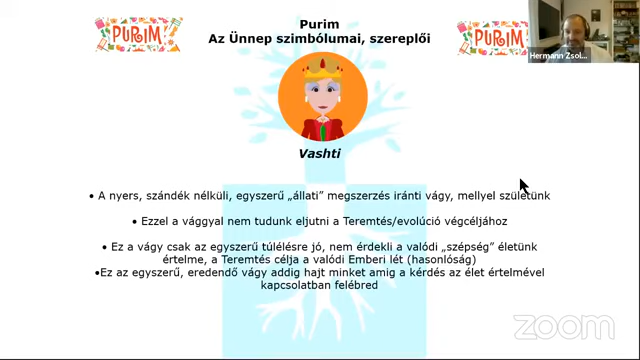 Purim
Az Ünnep szimbólumai, szereplői
PURIM
PURIM
Hermann Zsol...
Vashti
• A nyers, szándék nélküli, egyszerű „állati” megszerzés iránti vágy, mellyel születünk
• Ezzel a vággyal nem tudunk eljutni a Teremtés/evolúció végcéljához
• Ez a vágy csak az egyszerű túlélésre jó, nem érdekli a valódi „szépség” életünk
értelme, a Teremtés célja a valódi Emberi lét (hasonlóság)
•Ez az egyszerű, eredendő vágy addig hajt minket amig a kérdés az élet értelmével
kapcsolatban felébred
zoom